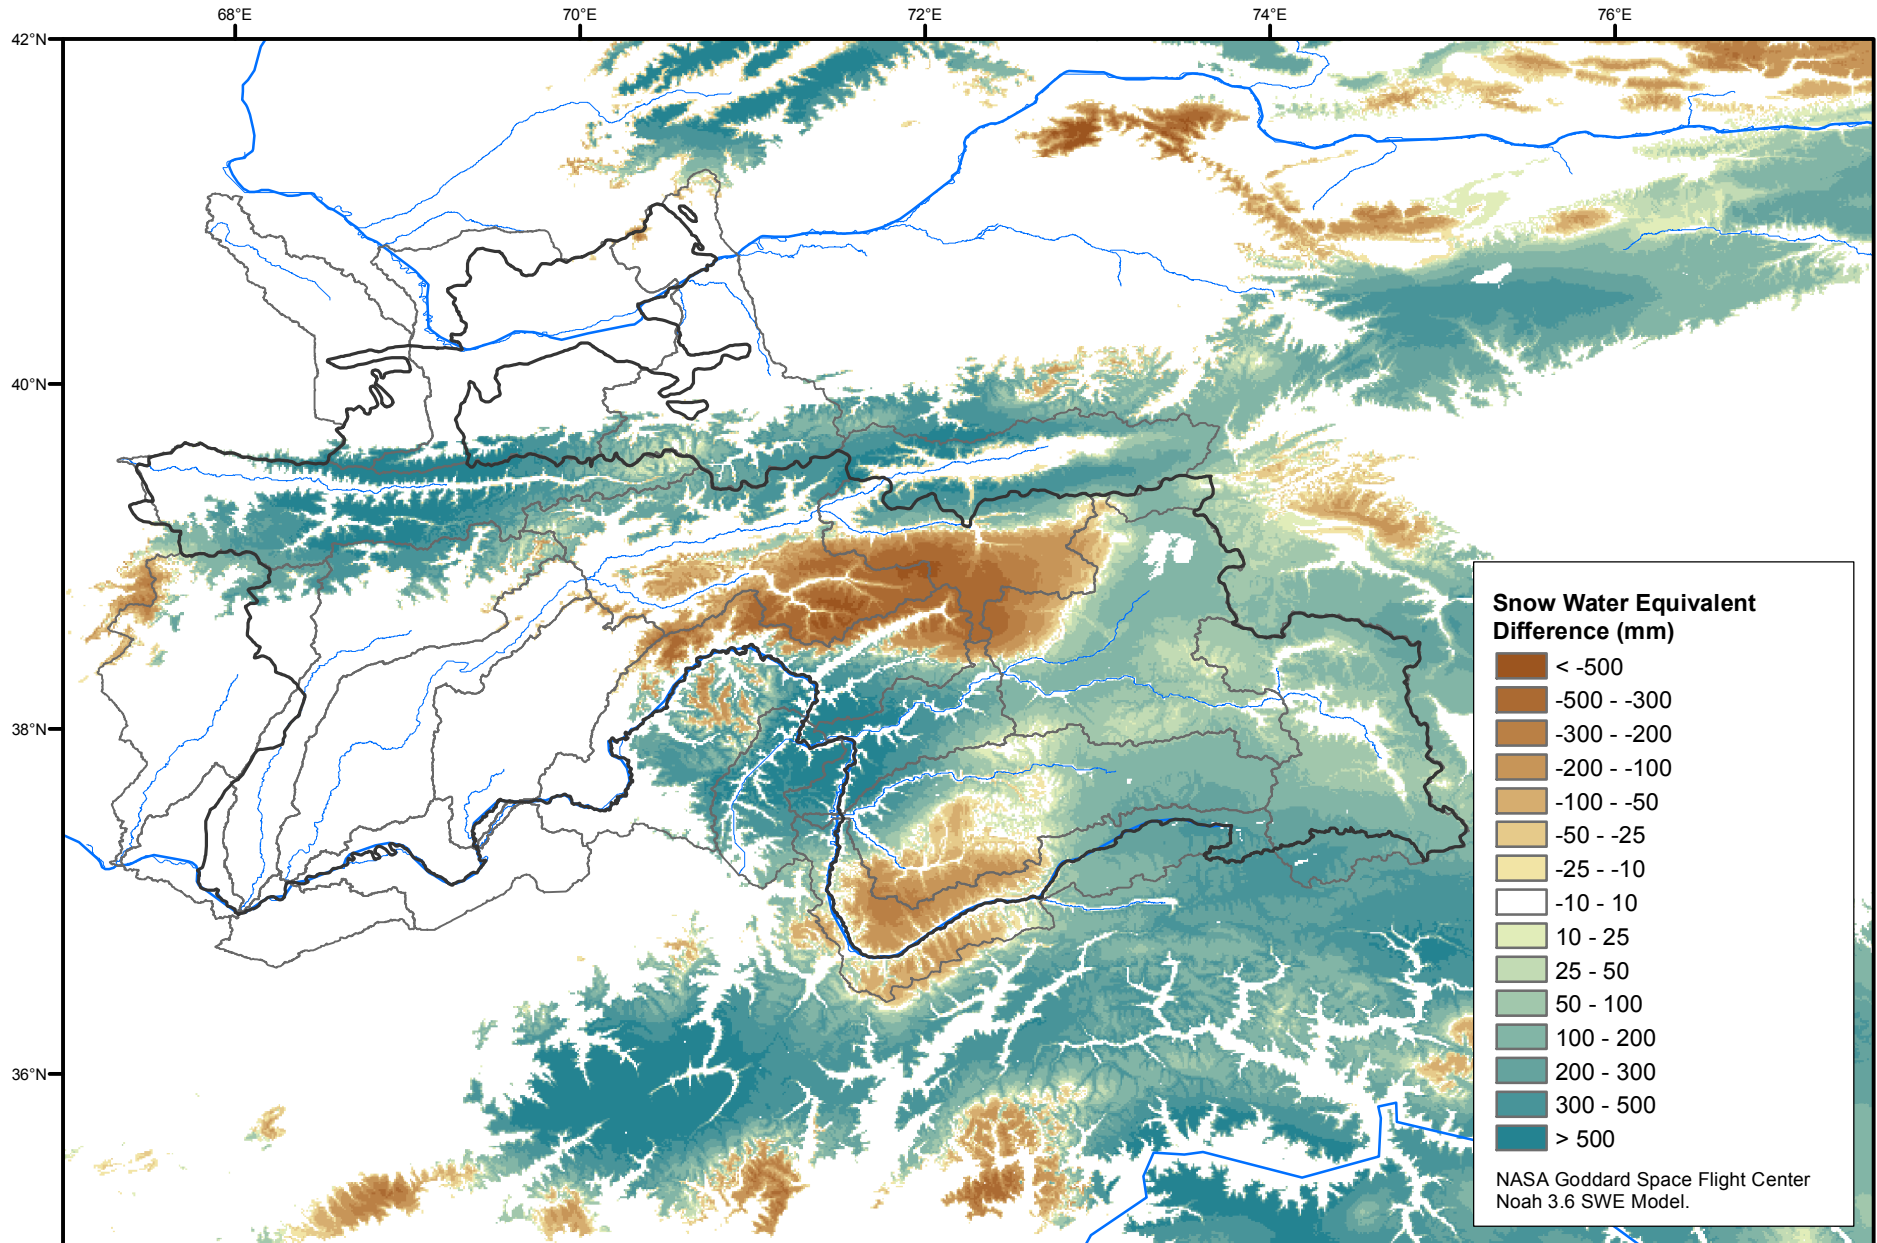 68°E
70°E
72°E
74°E
76°E
42°N
40°N
38°N
36°N
Snow Water Equivalent
Difference (mm)
< -500
-500 - -300
-300 - -200
-200 - -100
-100 - -50
-50 - -25
-25 - -10
-10 - 10
10 - 25
25 - 50
50 - 100
100 - 200
200 - 300
300 - 500
> 500
NASA Goddard Space Flight Center
Noah 3.6 SWE Model.